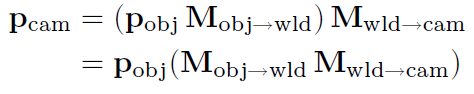 p_cam = (p_obj M_obj→wld) M_wld→cam
= p_obj(M_obj→wld M_wld→cam)